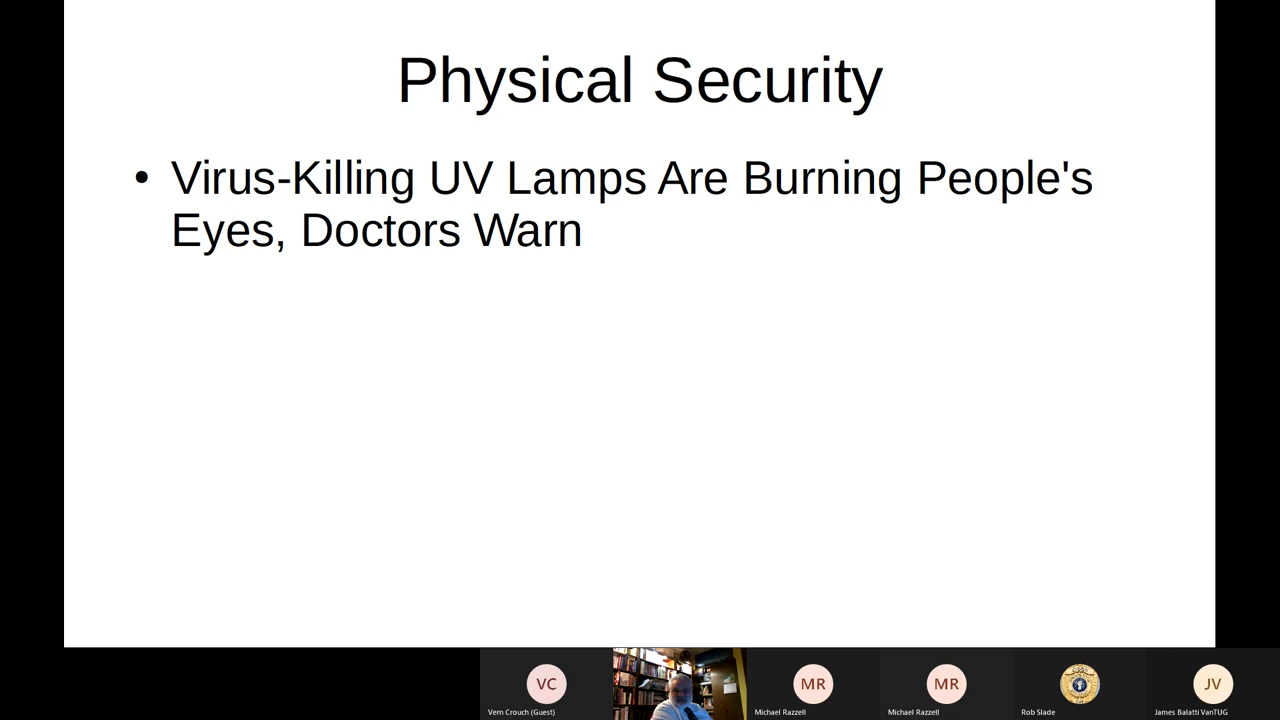 Physical Security
• Virus-Killing UV Lamps Are Burning People's
Eyes, Doctors Warn
VC
MR
MR
JV
Vern Crouch (Guest)
Michael Razzell
Michael Razzell
Rob Slade
James Balatti VanTUG